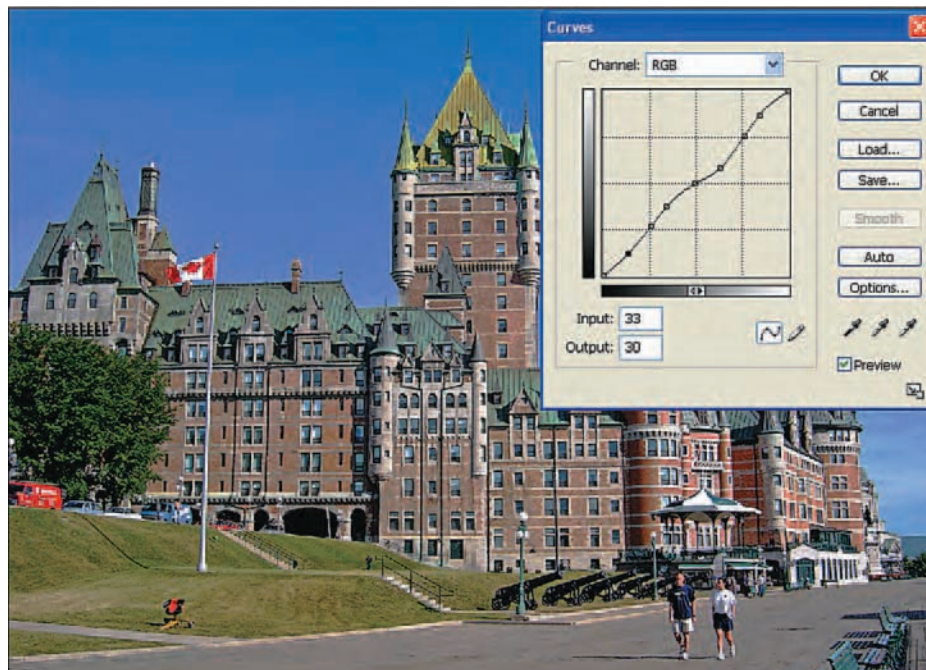 Curves
Channel: RGB
OK
Cancel
Load...
Save...
Smooth
Auto
Options...
Input: 33
Output: 30
Preview